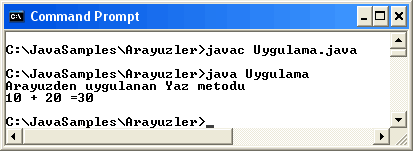 Command Prompt
C:\JavaSamples\Arayuzler>javac Uygulama.java
C:\JavaSamples\Arayuzler>java Uygulama
Arayuzden uygulanan Yaz metodu
10 + 20 =30
C:\JavaSamples\Arayuzler>_